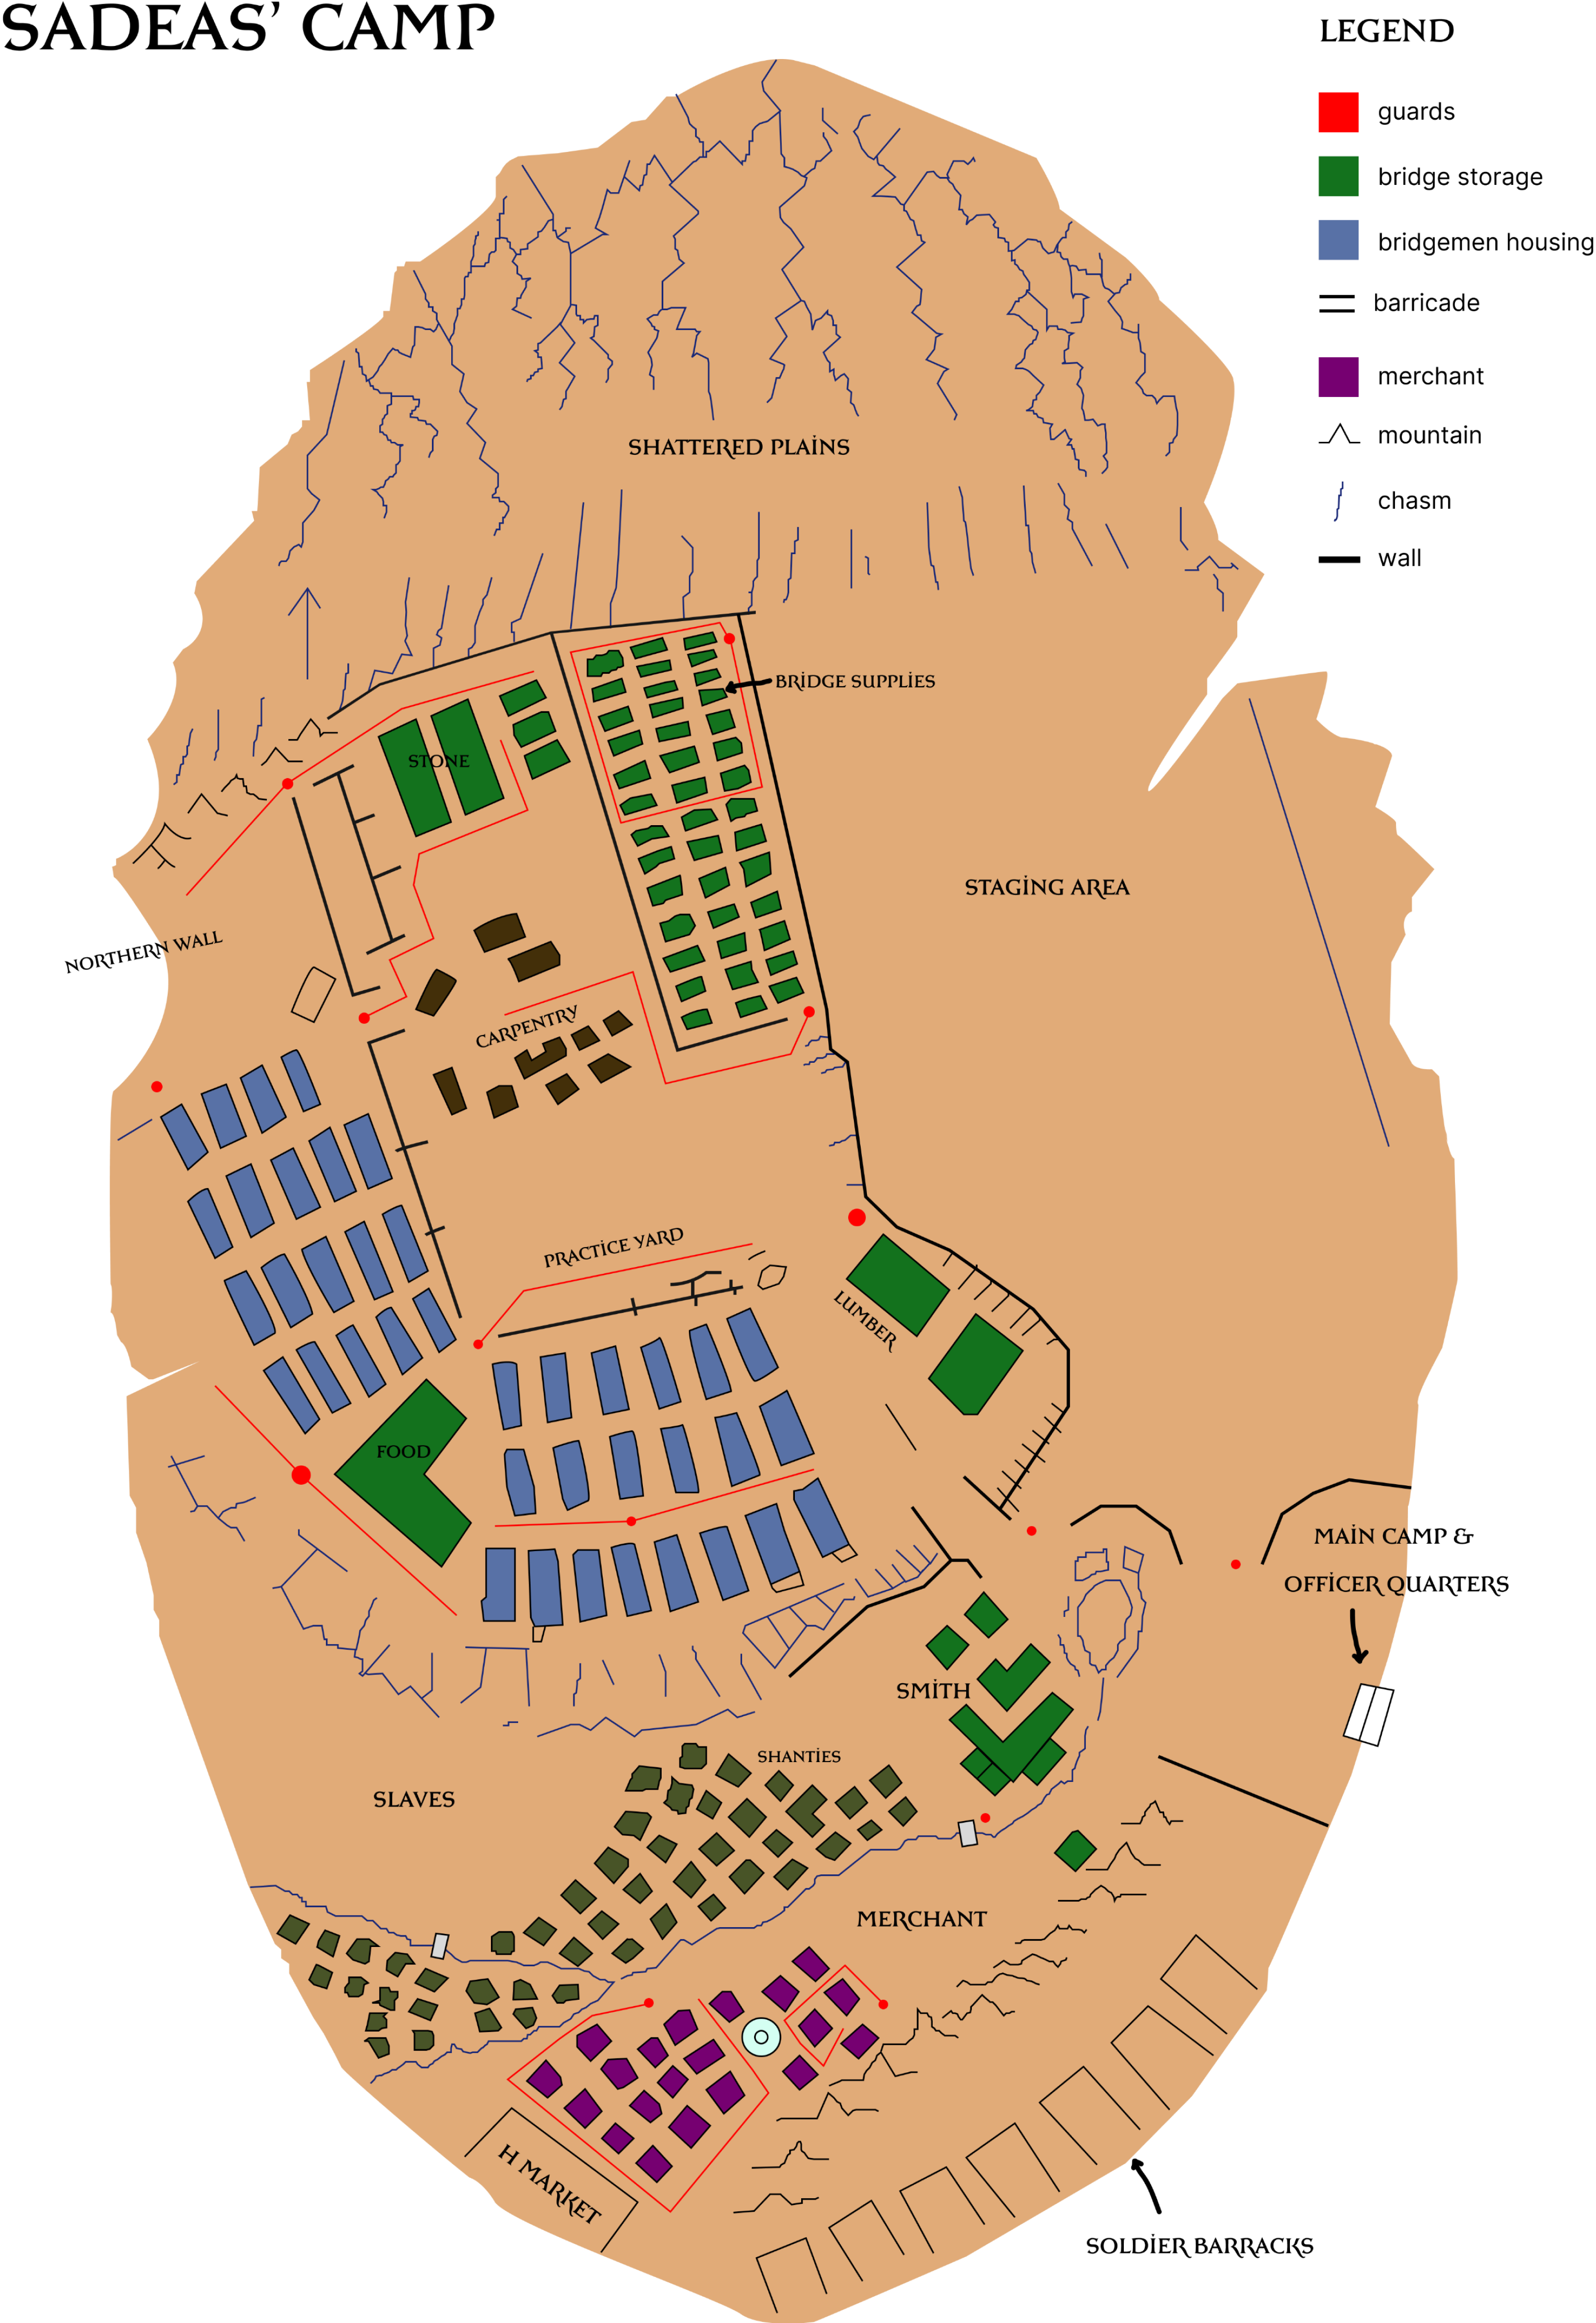 SADEAS' CAMP
LEGEND
guards
bridge storage
bridgemen housing
barricade
merchant
mountain
chasm
wall
SHATTERED PLAINS
BRIDGE SUPPLIES
STONE
STAGING AREA
NORTHERN WALL
CARPENTRY
PRACTICE YARD
LUMBER
FOOD
MAIN CAMP &
OFFICER QUARTERS
SMITH
SHANTIES
SLAVES
MERCHANT
H MARKET
SOLDIER BARRACKS